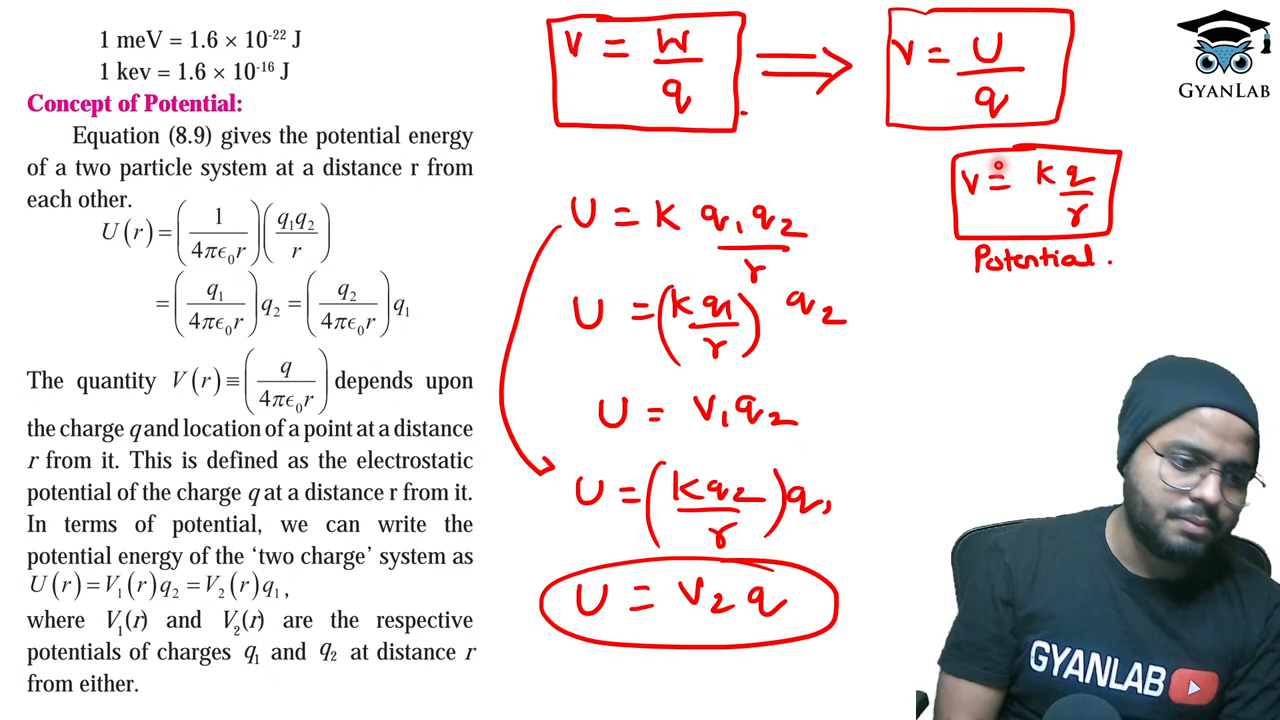 1 meV = 1.6 × 10⁻²² J
1 kev = 1.6 × 10⁻¹⁶ J
Concept of Potential:
Equation (8.9) gives the potential energy
of a two particle system at a distance r from
each other.
U(r) = (1/4πϵ₀r)(q₁q₂/r)
= (q₁/4πϵ₀r) q₂ = (q₂/4πϵ₀r) q₁
The quantity V(r) ≡ (q/4πϵ₀r) depends upon
the charge q and location of a point at a distance
r from it. This is defined as the electrostatic
potential of the charge q at a distance r from it.
In terms of potential, we can write the
potential energy of the ‘two charge’ system as
U(r) = V₁(r)q₂ = V₂(r)q₁,
where V₁(r) and V₂(r) are the respective
potentials of charges q₁ and q₂ at distance r
from either.
V = W/q ⟹ V = U/q
V = k q/r
Potential.
U = K q₁q₂/r
U = (K q₁/r) q₂
U = V₁q₂
U = (K q₂/r) q₁
U = V₂ q
GYANLAB
GYANLAB